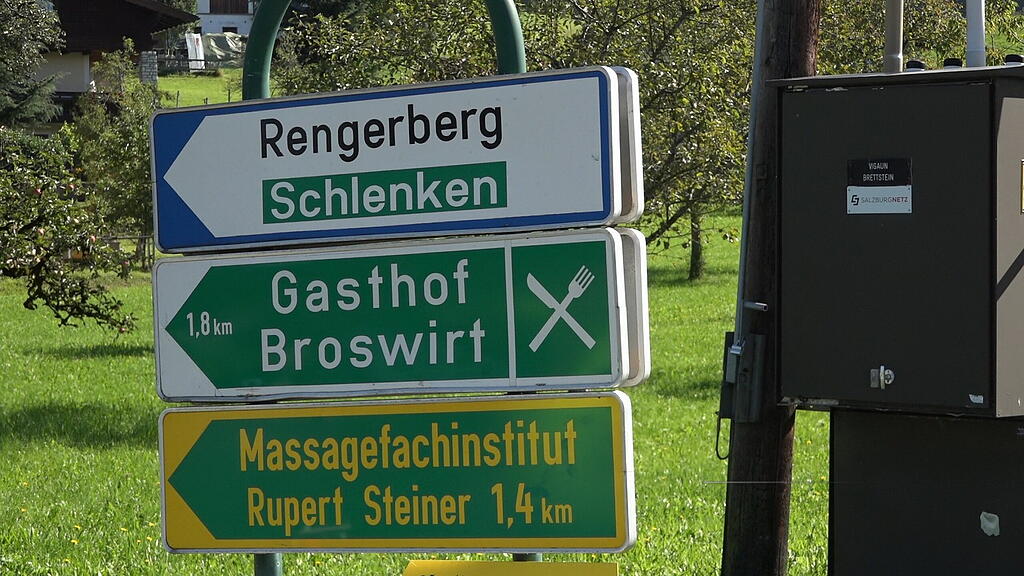 Rengerberg
Schlenken
Gasthof
1,8 km
Broswirt
Massagefachinstitut
Rupert Steiner 1,4 km
VIGAUN
BRETTSTEIN
SALZBURGNETZ